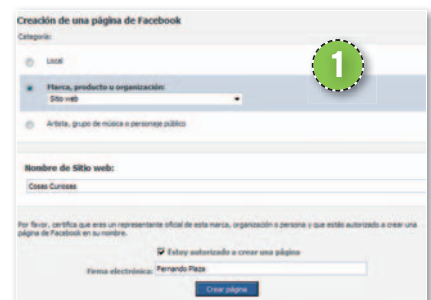 Creación de una página de Facebook
Categoría:
Local
1
Marca, producto u organización:
Sitio web
Artista, grupo de música o personaje público
Nombre de Sitio web:
Cosas Curiosas
Por favor, certifica que eres un representante oficial de esta marca, organización o persona y que estás autorizado a crear una
página de Facebook en su nombre.
Estoy autorizado a crear una página
Firma electrónica: Fernando Plaza
Crear página